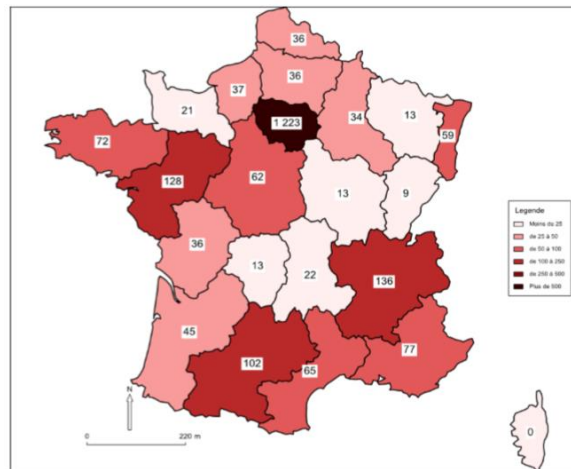 36
36
37
34
21
13
1 223
59
72
128
62
13
9
36
13
22
136
45
102
65
77
0
N
0 220 m
Legende
Moins de 25
de 25 à 50
de 50 à 100
de 100 à 250
de 250 à 500
Plus de 500